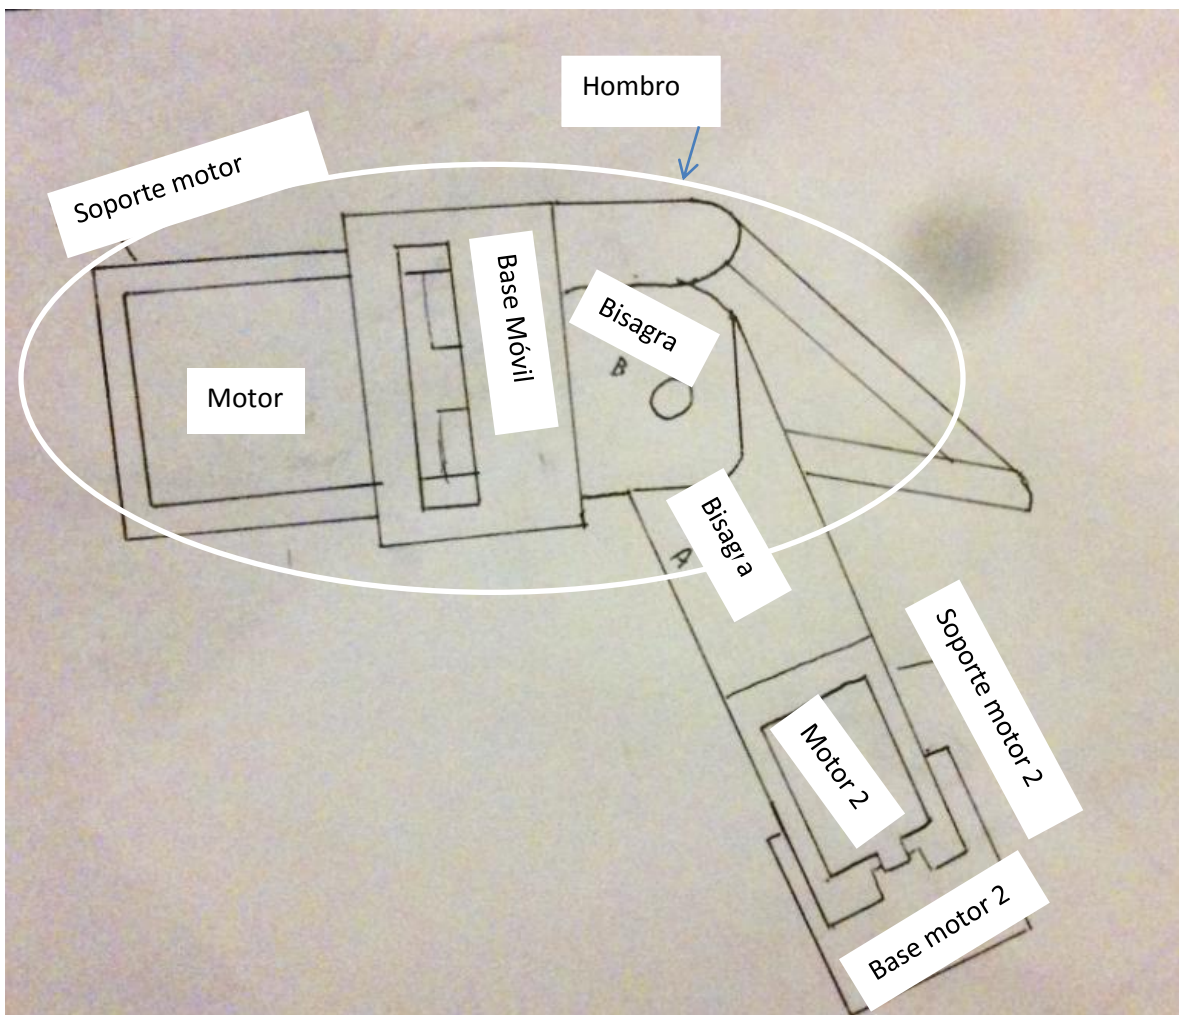 Hombro
Soporte motor
Base Móvil
Bisagra
B
Motor
Bisagra
A
Soporte motor 2
Motor 2
Base motor 2